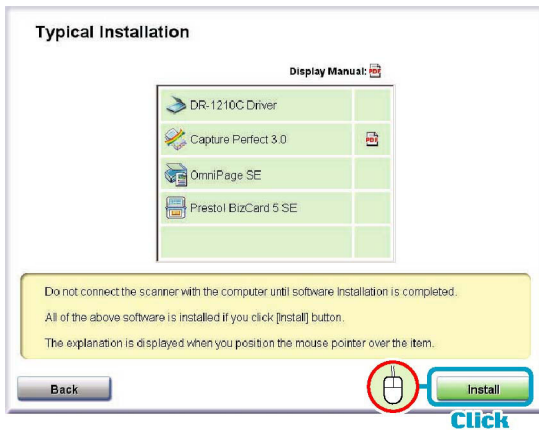 Typical Installation
Display Manual: PDF
DR-1210C Driver
Capture Perfect 3.0 PDF
OmniPage SE
Prestol BizCard 5 SE
Do not connect the scanner with the computer until software Installation is completed.
All of the above software is installed if you click [Install] button.
The explanation is displayed when you position the mouse pointer over the item.
Back Install
Click